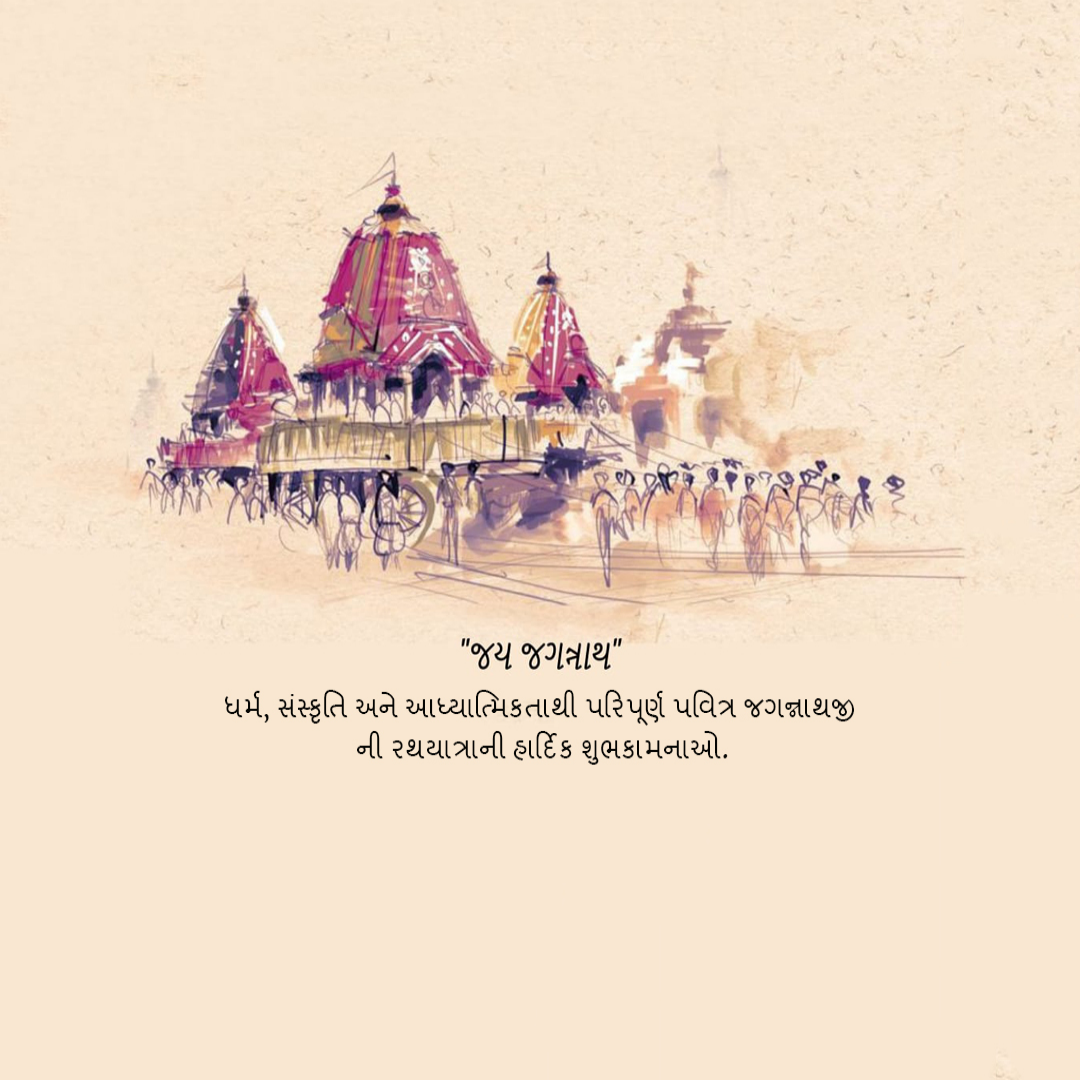 "જય જગન્નાથ"
ધર્મ, સંસ્કૃતિ અને આધ્યાત્મિકતાથી પરિપૂર્ણ પવિત્ર જગન્નાથજી
ની રથયાત્રાની હાર્દિક શુભકામનાઓ.